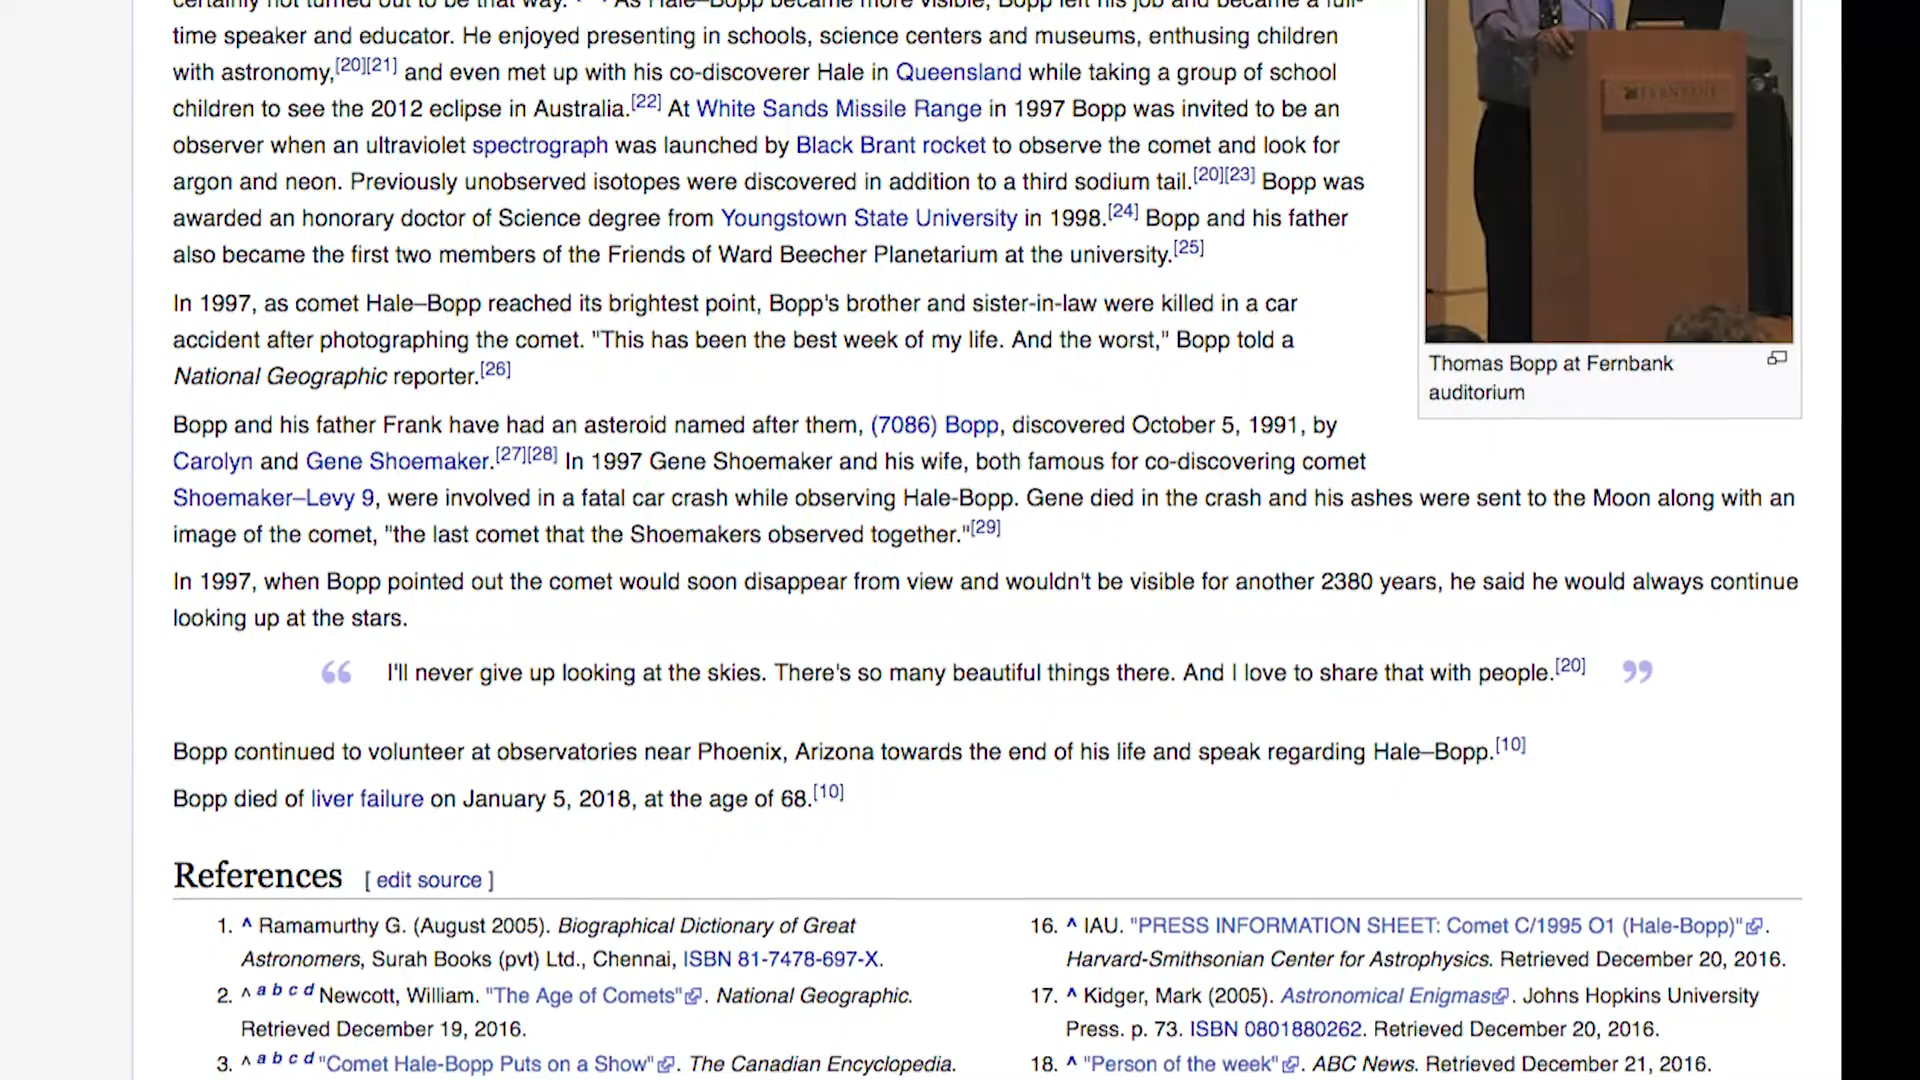 certainly not turned out to be that way. As Hale–Bopp became more visible, Bopp left his job and became a full-
time speaker and educator. He enjoyed presenting in schools, science centers and museums, enthusing children
with astronomy,[20][21] and even met up with his co-discoverer Hale in Queensland while taking a group of school
children to see the 2012 eclipse in Australia.[22] At White Sands Missile Range in 1997 Bopp was invited to be an
observer when an ultraviolet spectrograph was launched by Black Brant rocket to observe the comet and look for
argon and neon. Previously unobserved isotopes were discovered in addition to a third sodium tail.[20][23] Bopp was
awarded an honorary doctor of Science degree from Youngstown State University in 1998.[24] Bopp and his father
also became the first two members of the Friends of Ward Beecher Planetarium at the university.[25]
In 1997, as comet Hale–Bopp reached its brightest point, Bopp's brother and sister-in-law were killed in a car
accident after photographing the comet. "This has been the best week of my life. And the worst," Bopp told a
National Geographic reporter.[26]
FERNBANK
Thomas Bopp at Fernbank
auditorium
Bopp and his father Frank have had an asteroid named after them, (7086) Bopp, discovered October 5, 1991, by
Carolyn and Gene Shoemaker.[27][28] In 1997 Gene Shoemaker and his wife, both famous for co-discovering comet
Shoemaker–Levy 9, were involved in a fatal car crash while observing Hale-Bopp. Gene died in the crash and his ashes were sent to the Moon along with an
image of the comet, "the last comet that the Shoemakers observed together."[29]
In 1997, when Bopp pointed out the comet would soon disappear from view and wouldn't be visible for another 2380 years, he said he would always continue
looking up at the stars.
“ I'll never give up looking at the skies. There's so many beautiful things there. And I love to share that with people.[20] ”
Bopp continued to volunteer at observatories near Phoenix, Arizona towards the end of his life and speak regarding Hale–Bopp.[10]
Bopp died of liver failure on January 5, 2018, at the age of 68.[10]
References [ edit source ]
1. ^ Ramamurthy G. (August 2005). Biographical Dictionary of Great
Astronomers, Surah Books (pvt) Ltd., Chennai, ISBN 81-7478-697-X.
2. ^ a b c d Newcott, William. "The Age of Comets". National Geographic.
Retrieved December 19, 2016.
3. ^ a b c d "Comet Hale-Bopp Puts on a Show". The Canadian Encyclopedia.
16. ^ IAU. "PRESS INFORMATION SHEET: Comet C/1995 O1 (Hale-Bopp)".
Harvard-Smithsonian Center for Astrophysics. Retrieved December 20, 2016.
17. ^ Kidger, Mark (2005). Astronomical Enigmas. Johns Hopkins University
Press. p. 73. ISBN 0801880262. Retrieved December 20, 2016.
18. ^ "Person of the week". ABC News. Retrieved December 21, 2016.